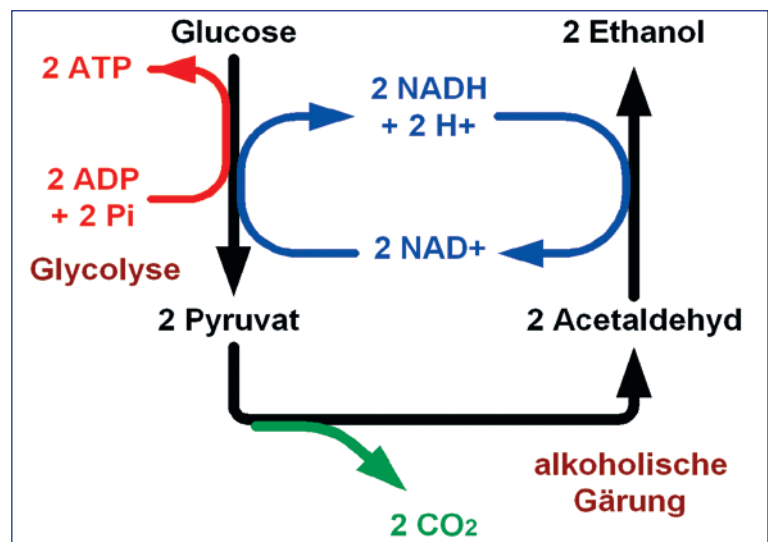 Glucose
2 Ethanol
2 ATP
2 NADH
+ 2 H+
2 ADP
+ 2 Pi
2 NAD+
Glycolyse
2 Pyruvat
2 Acetaldehyd
alkoholische
Gärung
2 CO₂